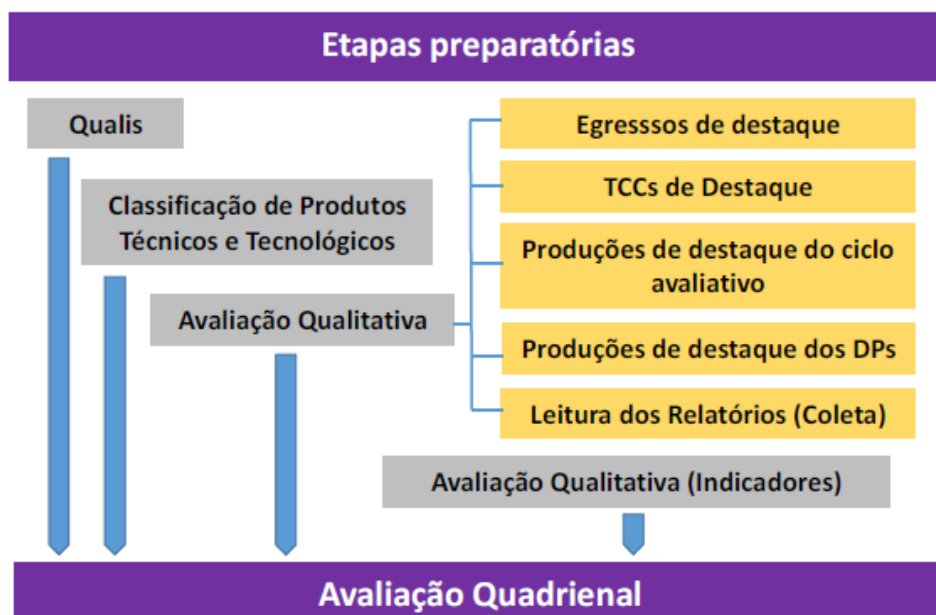 Etapas preparatórias
Qualis
Classificação de Produtos
Técnicos e Tecnológicos
Avaliação Qualitativa
Egresssos de destaque
TCCs de Destaque
Produções de destaque do ciclo
avaliativo
Produções de destaque dos DPs
Leitura dos Relatórios (Coleta)
Avaliação Qualitativa (Indicadores)
Avaliação Quadrienal